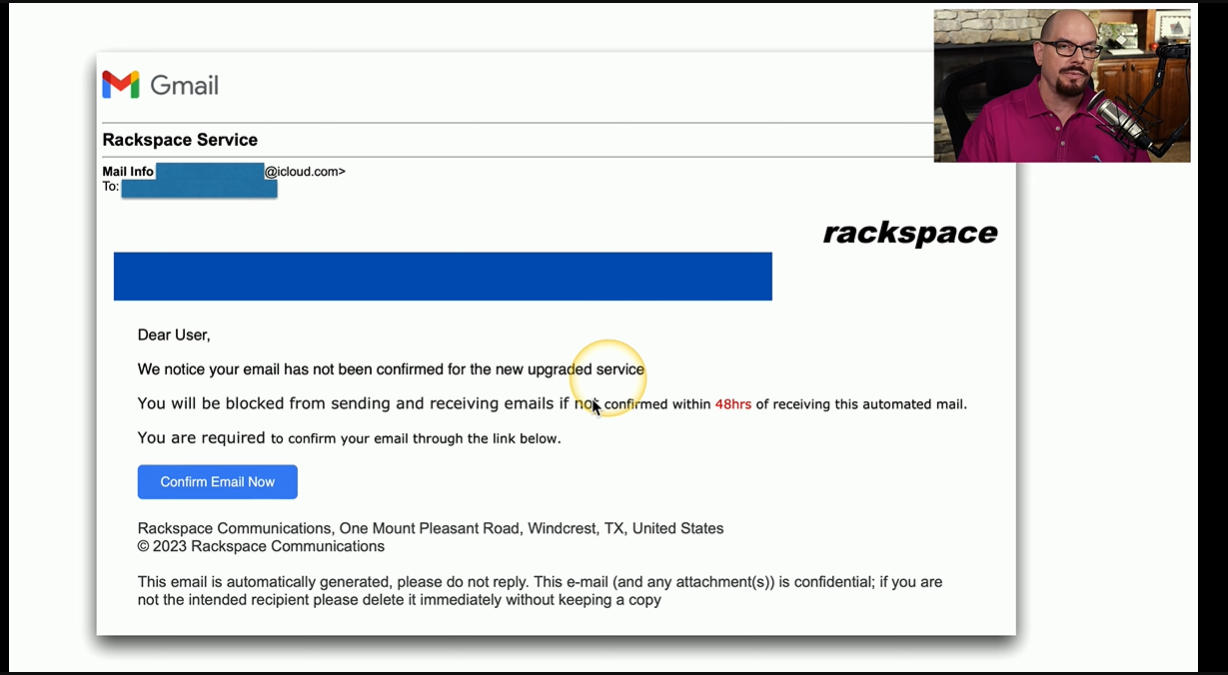 Gmail
Rackspace Service
Mail Info @icloud.com>
To:
rackspace
Dear User,
We notice your email has not been confirmed for the new upgraded service
You will be blocked from sending and receiving emails if not confirmed within 48hrs of receiving this automated mail.
You are required to confirm your email through the link below.
Confirm Email Now
Rackspace Communications, One Mount Pleasant Road, Windcrest, TX, United States
© 2023 Rackspace Communications
This email is automatically generated, please do not reply. This e-mail (and any attachment(s)) is confidential; if you are
not the intended recipient please delete it immediately without keeping a copy